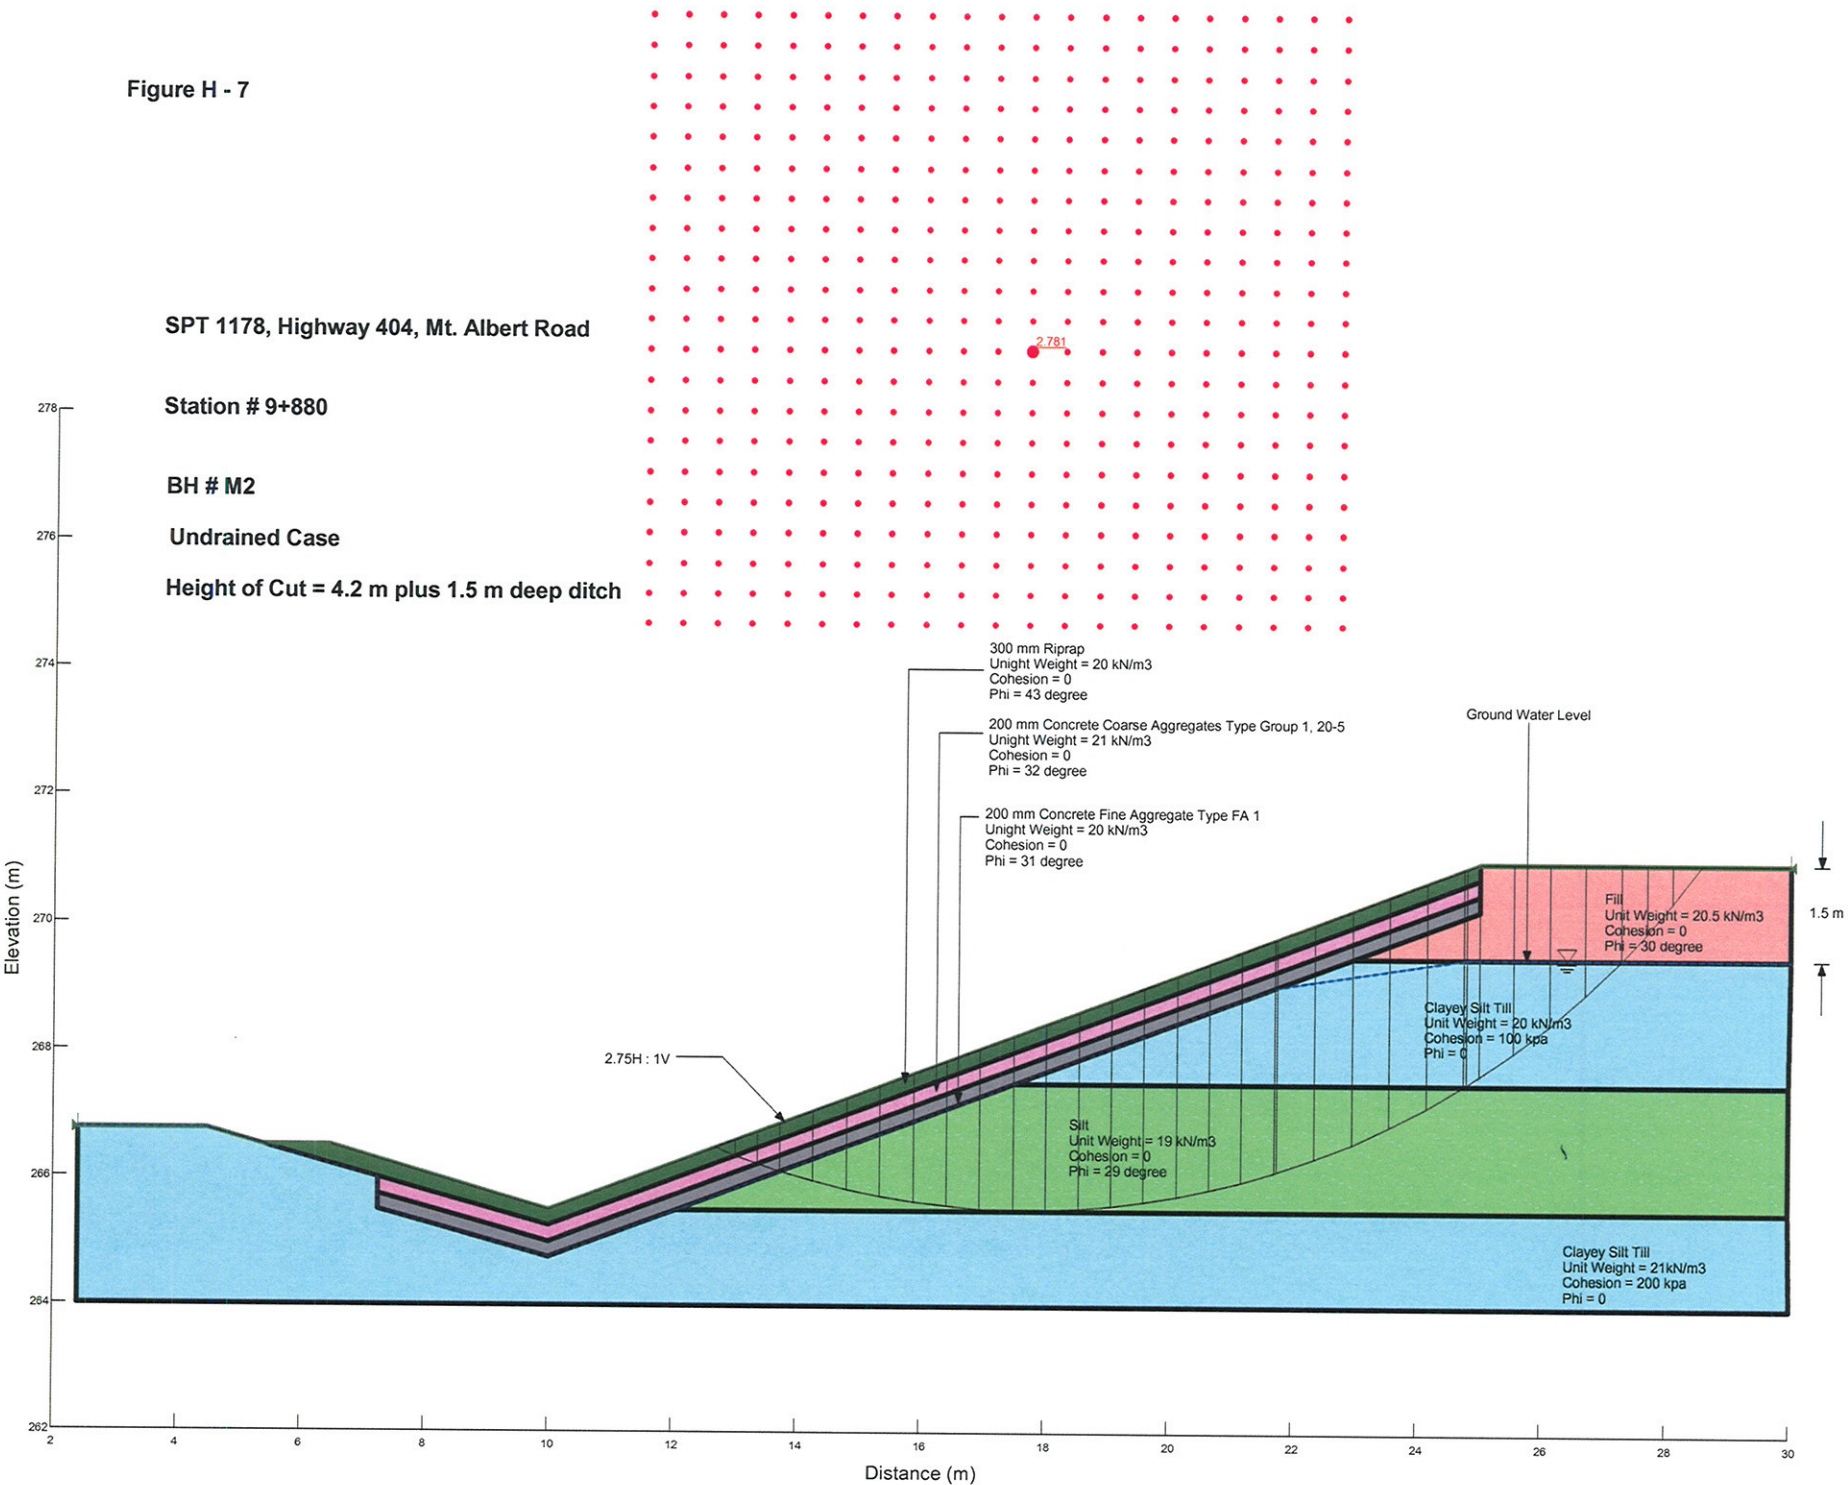 Figure H - 7
SPT 1178, Highway 404, Mt. Albert Road
2.781
Station # 9+880
BH # M2
Undrained Case
Height of Cut = 4.2 m plus 1.5 m deep ditch
300 mm Riprap
Unight Weight = 20 kN/m3
Cohesion = 0
Phi = 43 degree
200 mm Concrete Coarse Aggregates Type Group 1, 20-5
Unight Weight = 21 kN/m3
Cohesion = 0
Phi = 32 degree
Ground Water Level
200 mm Concrete Fine Aggregate Type FA 1
Unight Weight = 20 kN/m3
Cohesion = 0
Phi = 31 degree
Fill
Unit Weight = 20.5 kN/m3
Cohesion = 0
Phi = 30 degree
1.5 m
Clayey Silt Till
Unit Weight = 20 kN/m3
Cohesion = 100 kpa
Phi = 0
2.75H : 1V
Silt
Unit Weight = 19 kN/m3
Cohesion = 0
Phi = 29 degree
Clayey Silt Till
Unit Weight = 21kN/m3
Cohesion = 200 kpa
Phi = 0
Elevation (m)
278
276
274
272
270
268
266
264
262
2 4 6 8 10 12 14 16 18 20 22 24 26 28 30
Distance (m)